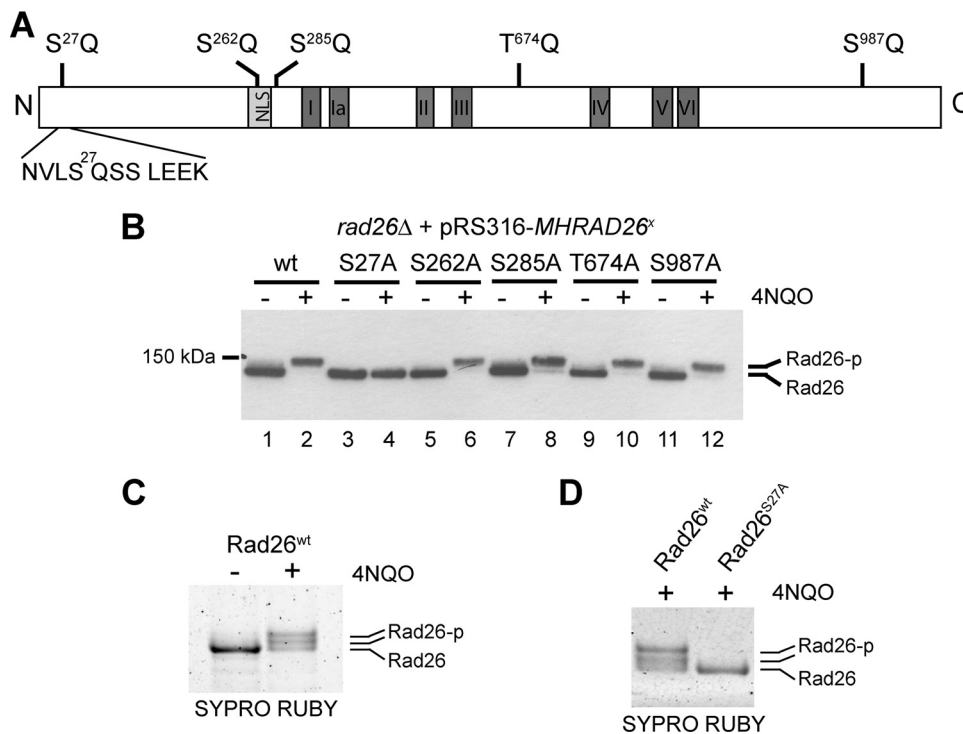 A
S27Q S262Q S285Q T674Q S987Q
N NLS I Ia II III IV V VI C
NVLS27QSS LEEK
B
rad26Δ + pRS316-MHRAD26x
wt S27A S262A S285A T674A S987A
- + - + - + - + - + - + 4NQO
150 kDa
Rad26-p
Rad26
1 2 3 4 5 6 7 8 9 10 11 12
C
Rad26wt
- + 4NQO
Rad26-p
Rad26
SYPRO RUBY
D
Rad26wt Rad26S27A
+ + 4NQO
Rad26-p
Rad26
SYPRO RUBY